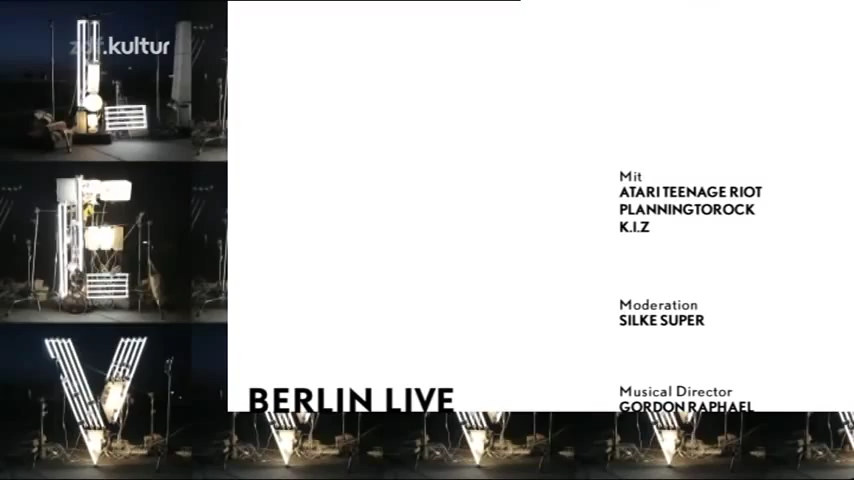 zdf.kultur
Mit
ATARI TEENAGE RIOT
PLANNINGTOROCK
K.I.Z
Moderation
SILKE SUPER
Musical Director
GORDON RAPHAEL
BERLIN LIVE